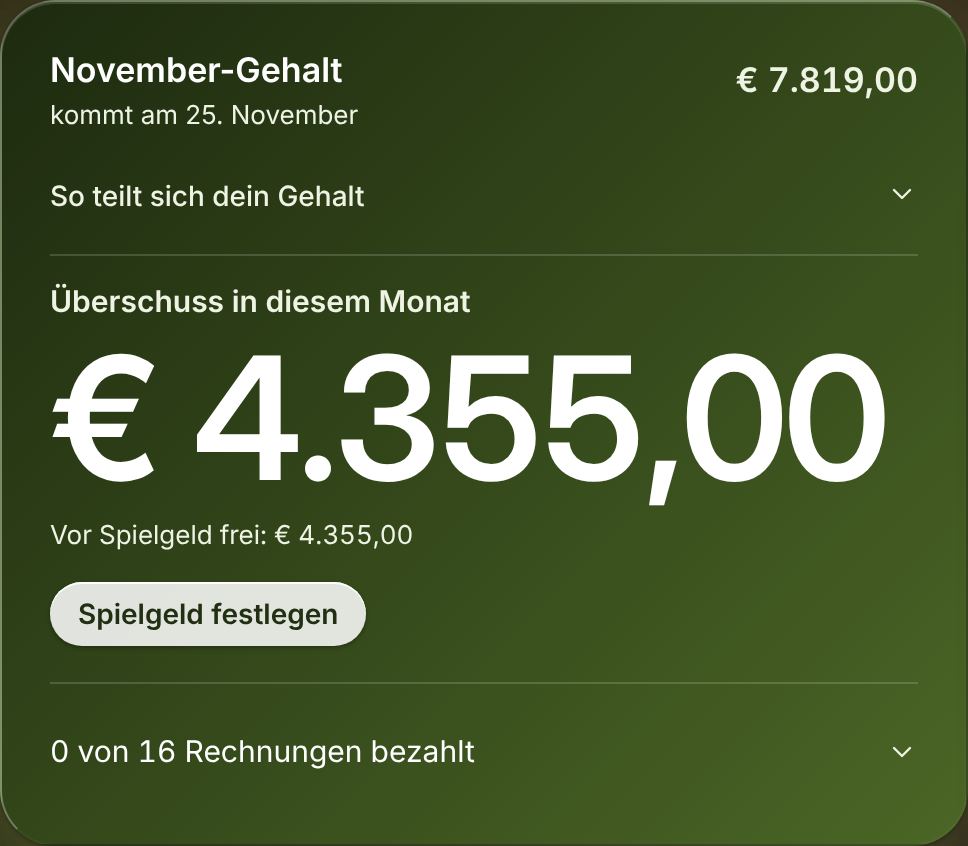 November-Gehalt
€ 7.819,00
kommt am 25. November
So teilt sich dein Gehalt
Überschuss in diesem Monat
€ 4.355,00
Vor Spielgeld frei: € 4.355,00
Spielgeld festlegen
0 von 16 Rechnungen bezahlt